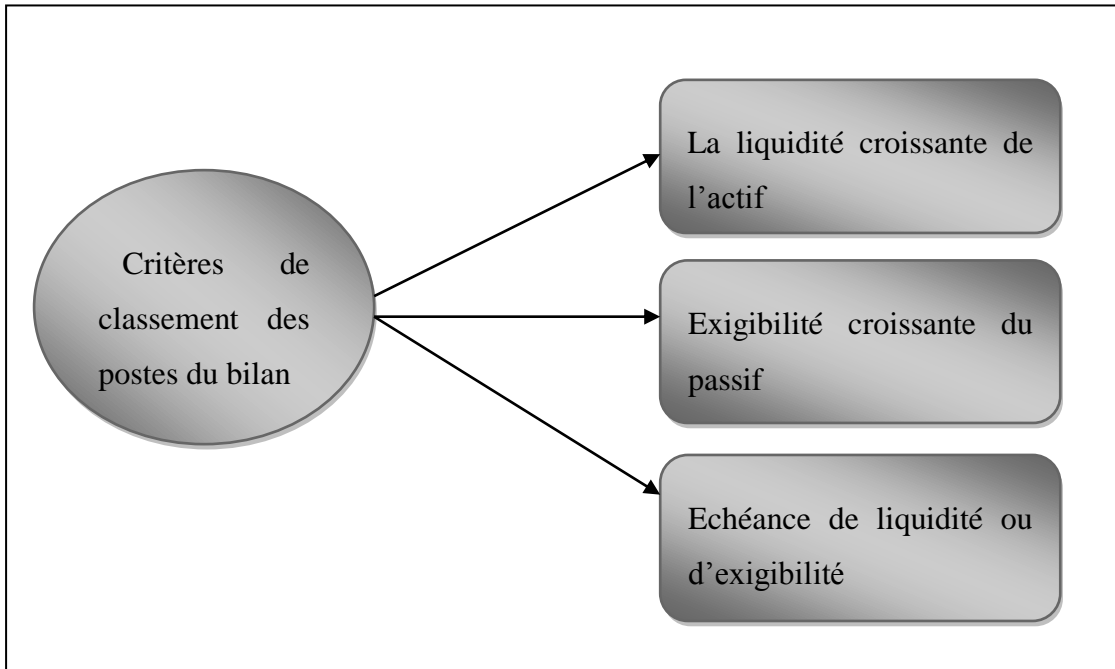 Critères de
classement des
postes du bilan
La liquidité croissante de
l’actif
Exigibilité croissante du
passif
Echéance de liquidité ou
d’exigibilité